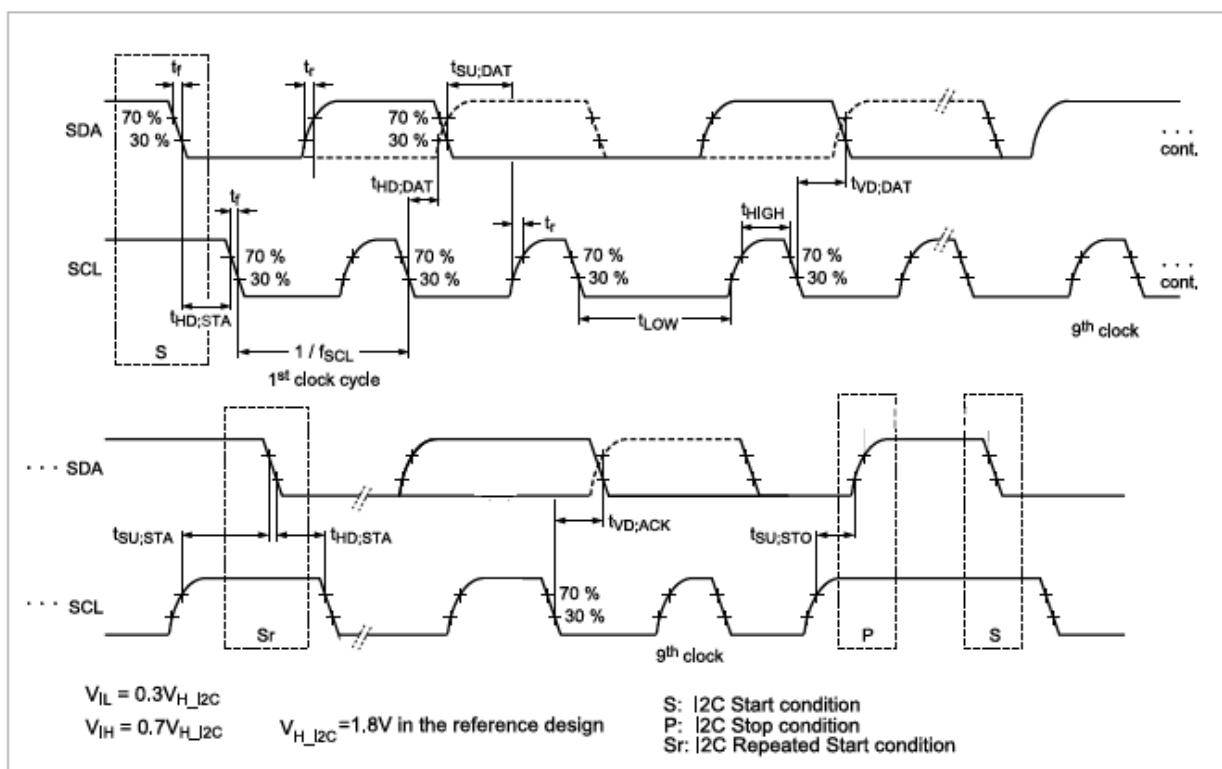 tf tr tSU;DAT
70 % 70 %
SDA 30 % 30 % · · · cont.
tHD;DAT tVD;DAT
tf tr tHIGH
70 % 70 % 70 % 70 %
SCL 30 % 30 % 30 % 30 % · · · cont.
tHD;STA tLOW 9th clock
S 1 / fSCL
1st clock cycle
· · · SDA
tSU;STA tHD;STA tVD;ACK tSU;STO
70 %
· · · SCL 30 %
Sr P S
9th clock
VIL = 0.3VH_I2C
VIH = 0.7VH_I2C VH_I2C=1.8V in the reference design
S: I2C Start condition
P: I2C Stop condition
Sr: I2C Repeated Start condition